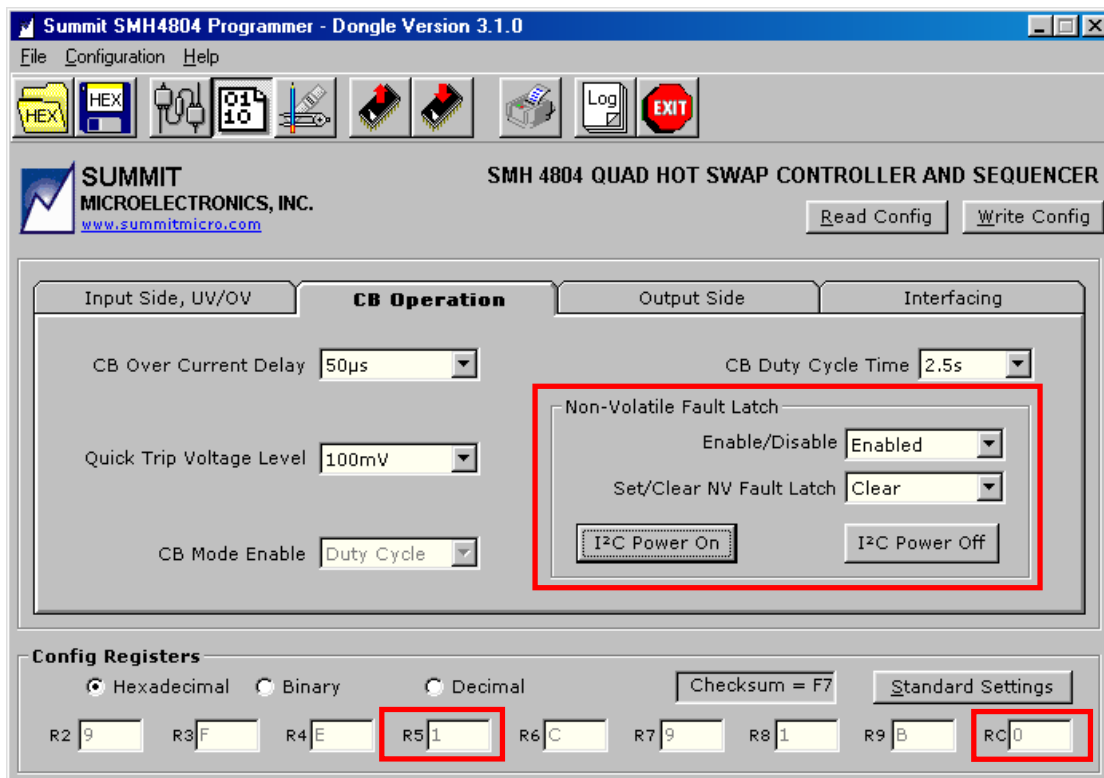 Summit SMH4804 Programmer - Dongle Version 3.1.0
File Configuration Help
HEX HEX 01 10 Log EXIT
SUMMIT
MICROELECTRONICS, INC.
www.summitmicro.com
SMH 4804 QUAD HOT SWAP CONTROLLER AND SEQUENCER
Read Config Write Config
Input Side, UV/OV CB Operation Output Side Interfacing
CB Over Current Delay 50µs CB Duty Cycle Time 2.5s
Non-Volatile Fault Latch
Enable/Disable Enabled
Quick Trip Voltage Level 100mV
Set/Clear NV Fault Latch Clear
CB Mode Enable Duty Cycle
I²C Power On I²C Power Off
Config Registers
Hexadecimal Binary Decimal Checksum = F7 Standard Settings
R2 9 R3 F R4 E R5 1 R6 C R7 9 R8 1 R9 B RC 0